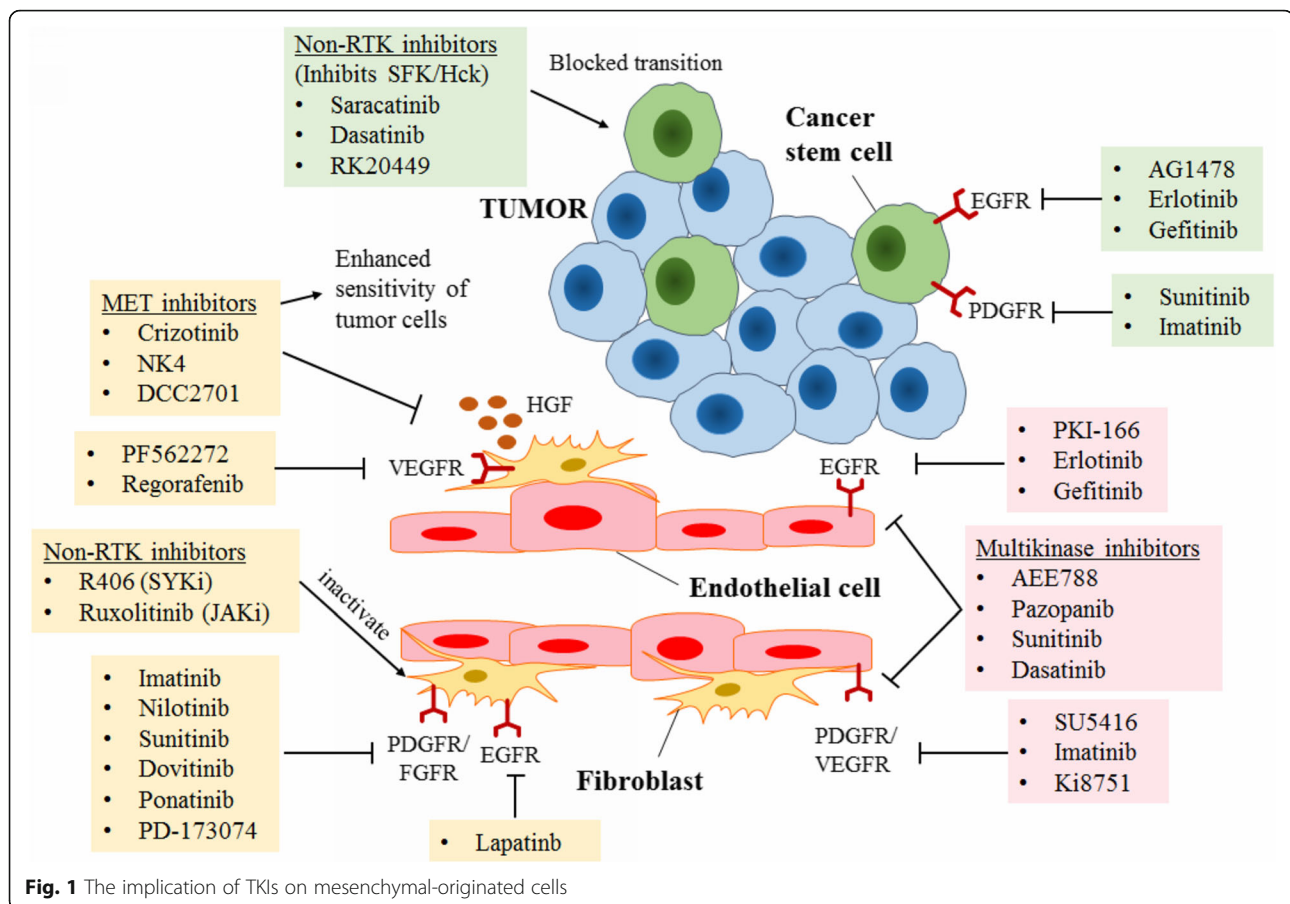 Non-RTK inhibitors
(Inhibits SFK/Hck)
• Saracatinib
• Dasatinib
• RK20449
Blocked transition
Cancer
stem cell
TUMOR
EGFR
• AG1478
• Erlotinib
• Gefitinib
PDGFR
• Sunitinib
• Imatinib
MET inhibitors
• Crizotinib
• NK4
• DCC2701
Enhanced
sensitivity of
tumor cells
HGF
• PF562272
• Regorafenib
VEGFR
EGFR
• PKI-166
• Erlotinib
• Gefitinib
Non-RTK inhibitors
• R406 (SYKi)
• Ruxolitinib (JAKi)
inactivate
Endothelial cell
Multikinase inhibitors
• AEE788
• Pazopanib
• Sunitinib
• Dasatinib
• Imatinib
• Nilotinib
• Sunitinib
• Dovitinib
• Ponatinib
• PD-173074
PDGFR/
FGFR
EGFR
Fibroblast
PDGFR/
VEGFR
• SU5416
• Imatinib
• Ki8751
• Lapatinb
Fig. 1 The implication of TKIs on mesenchymal-originated cells